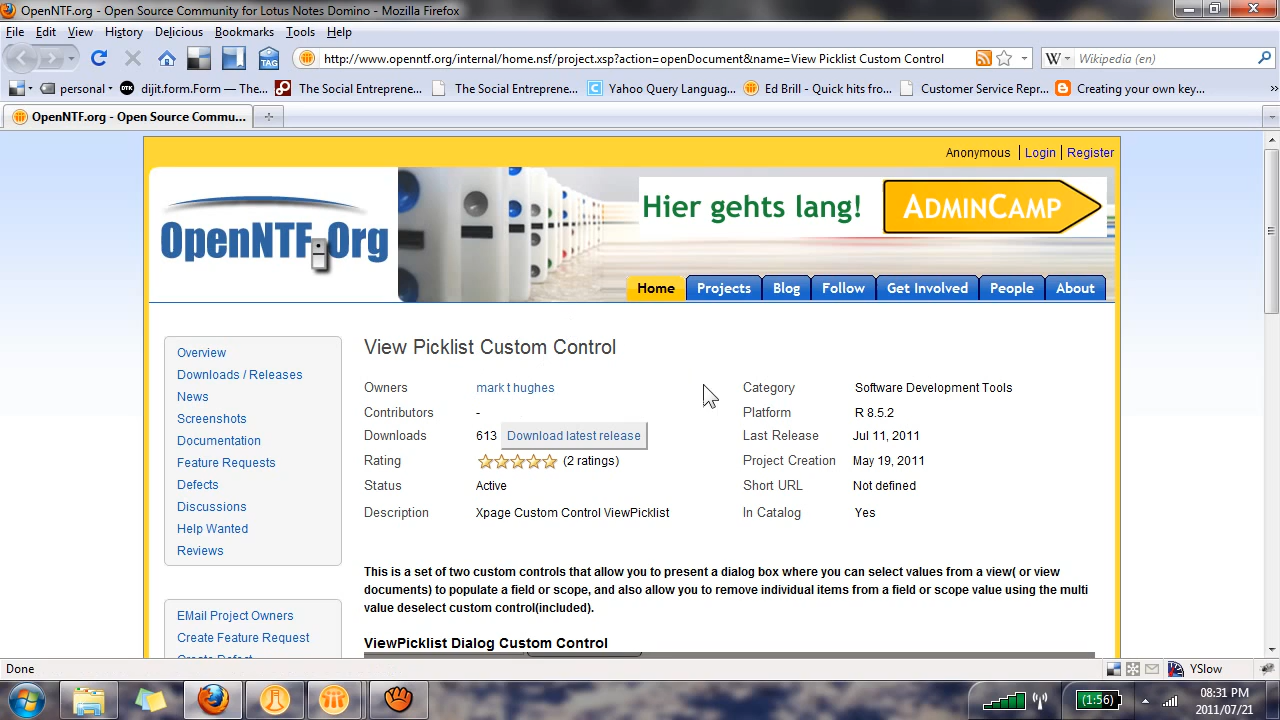 OpenNTF.org - Open Source Community for Lotus Notes Domino - Mozilla Firefox
File Edit View History Delicious Bookmarks Tools Help
TAG http://www.openntf.org/internal/home.nsf/project.xsp?action=openDocument&name=View Picklist Custom Control W Wikipedia (en)
personal dijit.form.Form — The... The Social Entreprene... The Social Entreprene... Yahoo Query Languag... Ed Brill - Quick hits fro... Customer Service Repr... Creating your own key... »
OpenNTF.org - Open Source Commu...
Anonymous Login Register
OpenNTF.Org
Hier gehts lang! ADMINCAMP
Home Projects Blog Follow Get Involved People About
Overview
Downloads / Releases
News
Screenshots
Documentation
Feature Requests
Defects
Discussions
Help Wanted
Reviews
EMail Project Owners
Create Feature Request
Create Defect
View Picklist Custom Control
Owners mark t hughes Category Software Development Tools
Contributors - Platform R 8.5.2
Downloads 613 Download latest release Last Release Jul 11, 2011
Rating (2 ratings) Project Creation May 19, 2011
Status Active Short URL Not defined
Description Xpage Custom Control ViewPicklist In Catalog Yes
This is a set of two custom controls that allow you to present a dialog box where you can select values from a view( or view
documents) to populate a field or scope, and also allow you to remove individual items from a field or scope value using the multi
value deselect custom control(included).
ViewPicklist Dialog Custom Control
Done YSlow
(1:56) 08:31 PM
2011/07/21